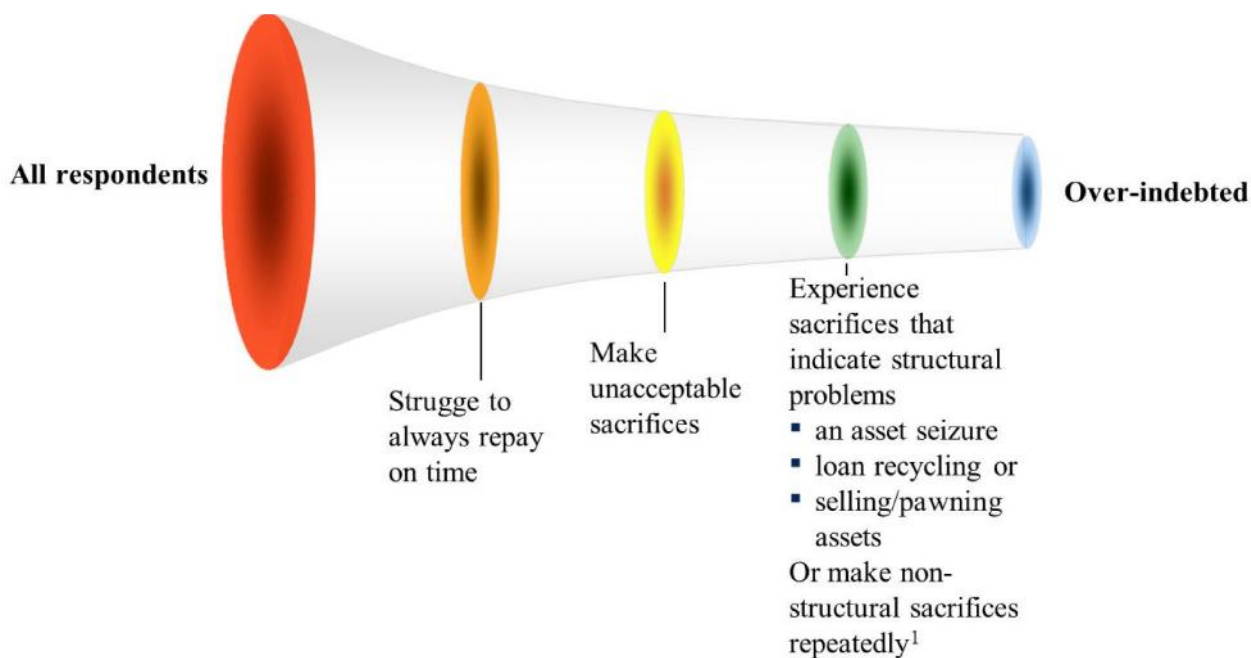 All respondents
Over-indebted
Strugge to
always repay
on time
Make
unacceptable
sacrifices
Experience
sacrifices that
indicate structural
problems
▪ an asset seizure
▪ loan recycling or
▪ selling/pawning
assets
Or make non-
structural sacrifices
repeatedly¹